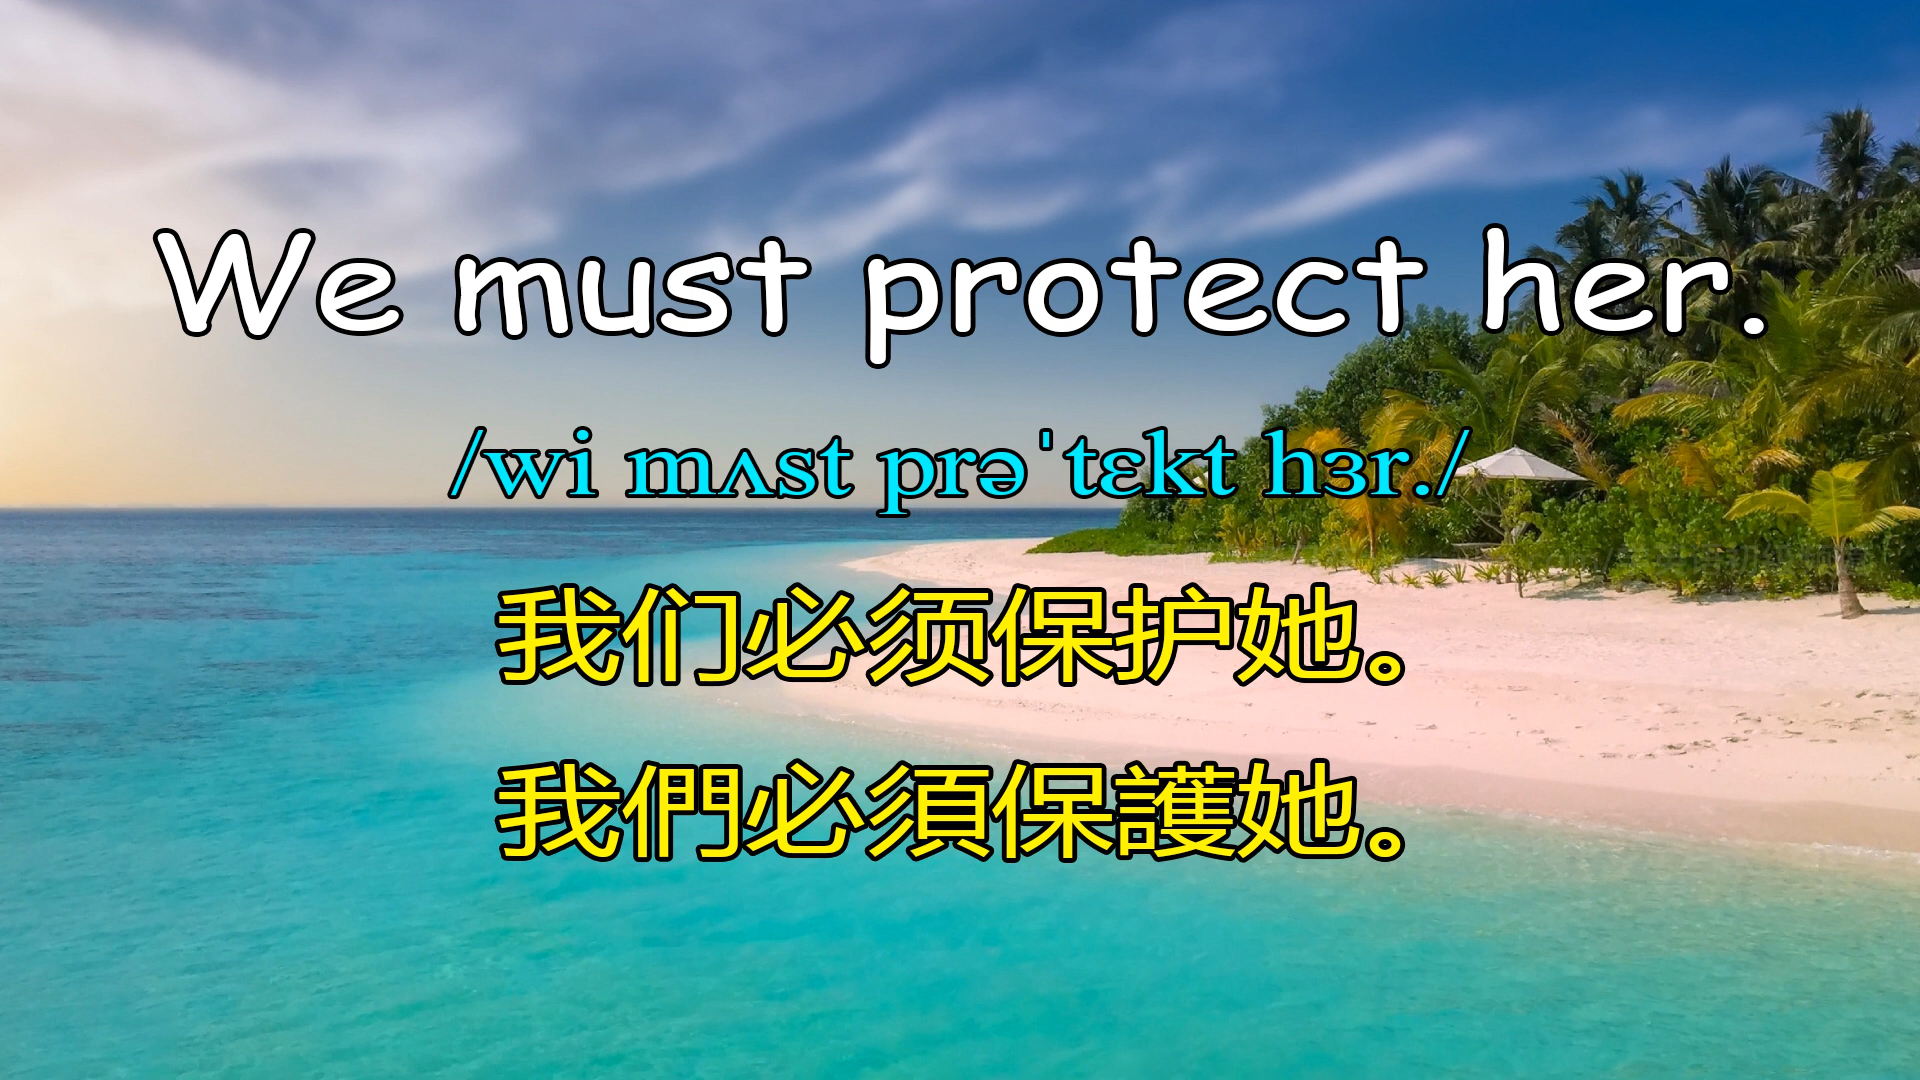 We must protect her.
/wi mʌst prəˈtɛkt hɜr./
我们必须保护她。
我們必須保護她。